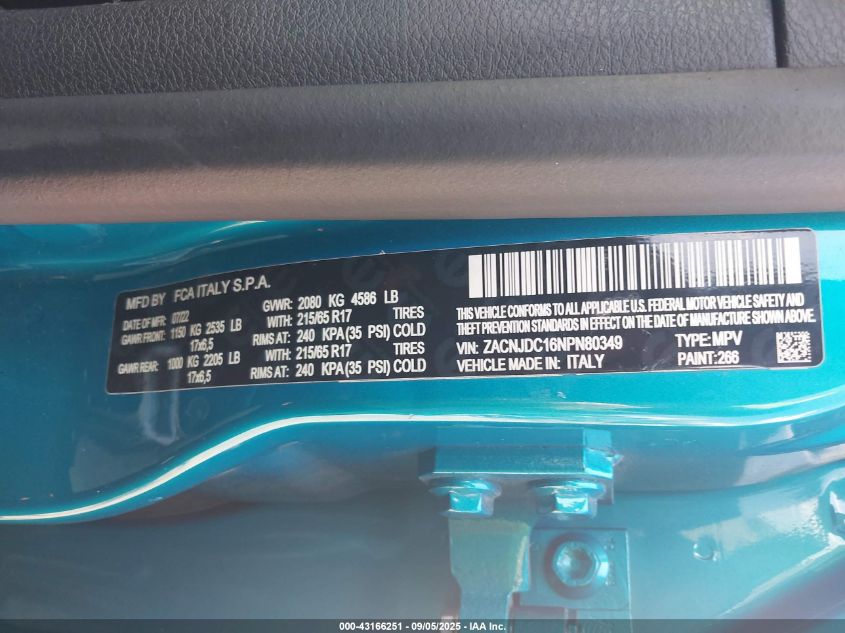 MFD BY FCA ITALY S.P.A.
DATE OF MFR: 07/22 GVWR: 2080 KG 4586 LB
GAWR FRONT: 1150 KG 2535 LB WITH: 215/65 R17 TIRES
17x6,5 RIMS AT: 240 KPA(35 PSI) COLD
GAWR REAR: 1000 KG 2205 LB WITH: 215/65 R17 TIRES
17x6,5 RIMS AT: 240 KPA(35 PSI) COLD
THIS VEHICLE CONFORMS TO ALL APPLICABLE U.S. FEDERAL MOTOR VEHICLE SAFETY AND
THEFT PREVENTION STANDARDS IN EFFECT ON THE DATE OF MANUFACTURE SHOWN ABOVE.
VIN: ZACNJDC16NPN80349 TYPE: MPV
VEHICLE MADE IN: ITALY PAINT: 266
000-43166251 - 09/05/2025 - IAA Inc.